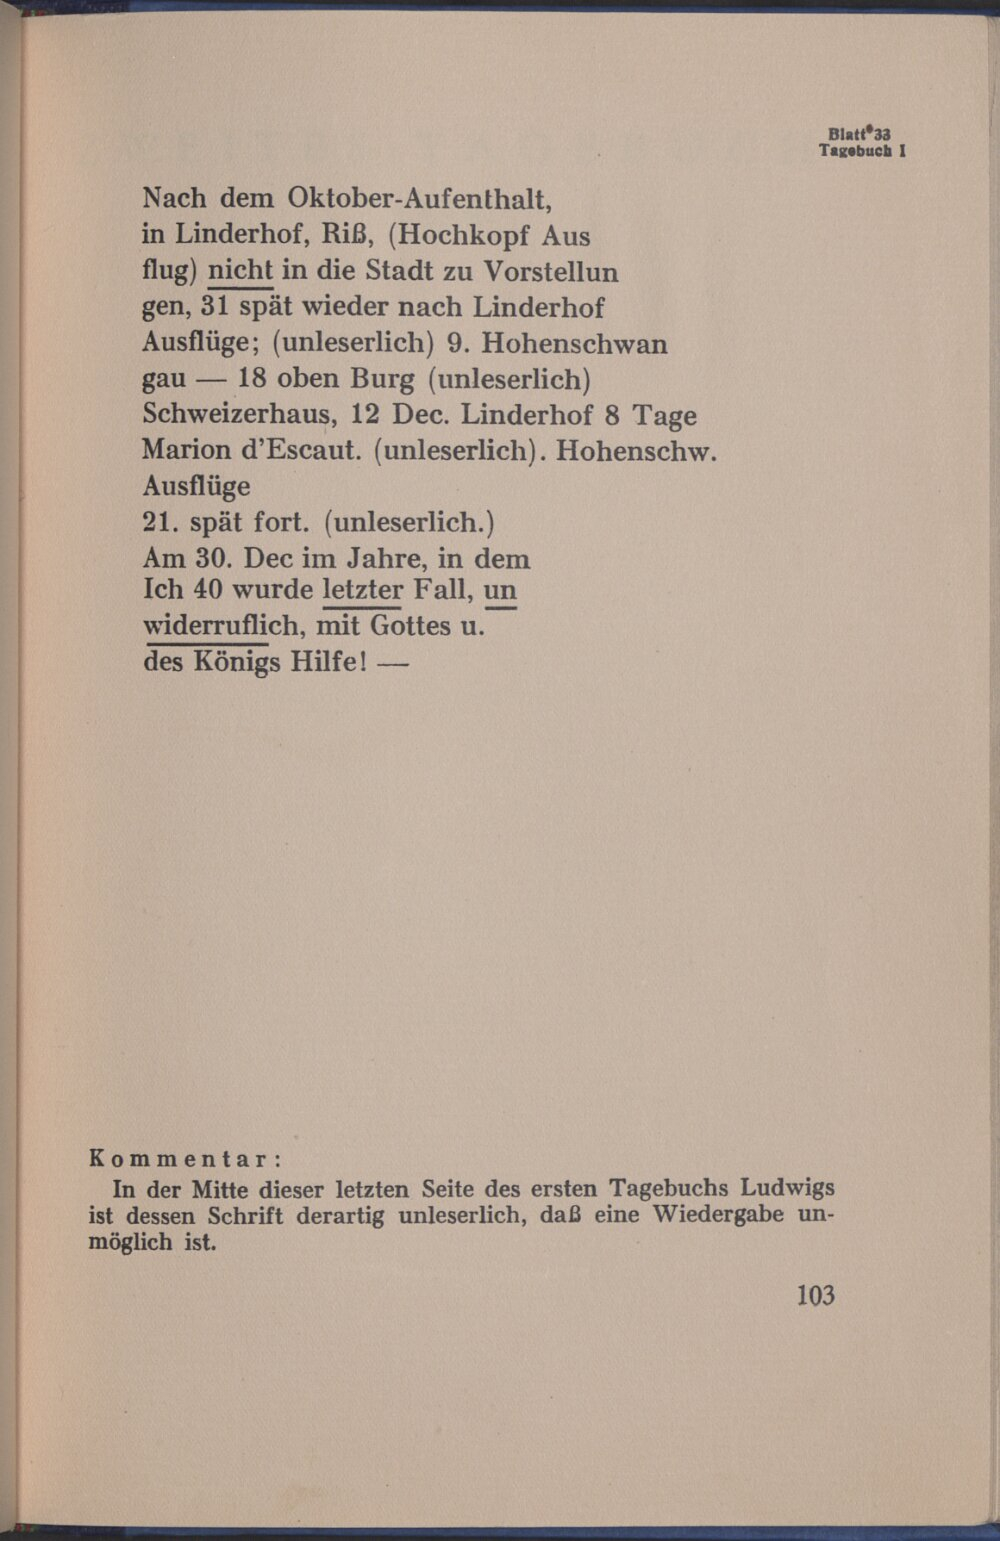 Blatt 33
Tagebuch I
Nach dem Oktober-Aufenthalt,
in Linderhof, Riß, (Hochkopf Aus
flug) nicht in die Stadt zu Vorstellun
gen, 31 spät wieder nach Linderhof
Ausflüge; (unleserlich) 9. Hohenschwan
gau — 18 oben Burg (unleserlich)
Schweizerhaus, 12 Dec. Linderhof 8 Tage
Marion d'Escaut. (unleserlich). Hohenschw.
Ausflüge
21. spät fort. (unleserlich.)
Am 30. Dec im Jahre, in dem
Ich 40 wurde letzter Fall, un
widerruflich, mit Gottes u.
des Königs Hilfe! —
Kommentar:
In der Mitte dieser letzten Seite des ersten Tagebuchs Ludwigs
ist dessen Schrift derartig unleserlich, daß eine Wiedergabe un-
möglich ist.
103